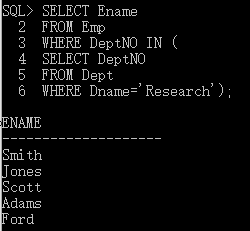 SQL> SELECT Ename
2 FROM Emp
3 WHERE DeptNO IN (
4 SELECT DeptNO
5 FROM Dept
6 WHERE Dname='Research');
ENAME
--------------------
Smith
Jones
Scott
Adams
Ford